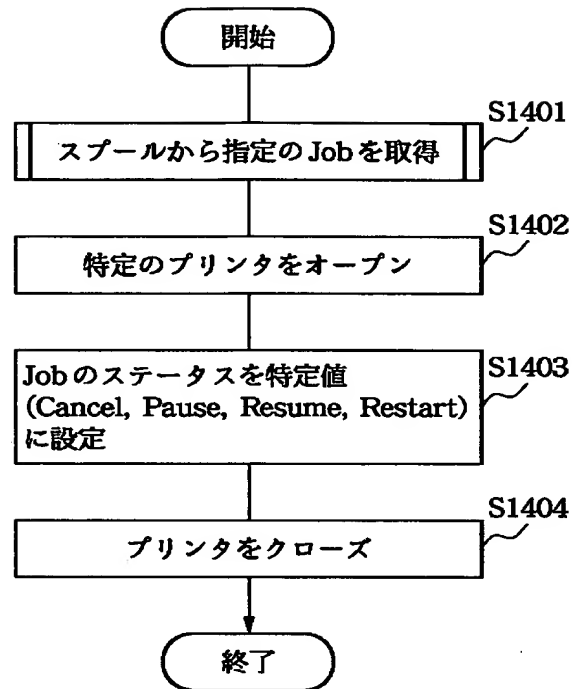 開始
S1401
スプールから指定のJobを取得
S1402
特定のプリンタをオープン
S1403
Jobのステータスを特定値
(Cancel, Pause, Resume, Restart)
に設定
S1404
プリンタをクローズ
終了